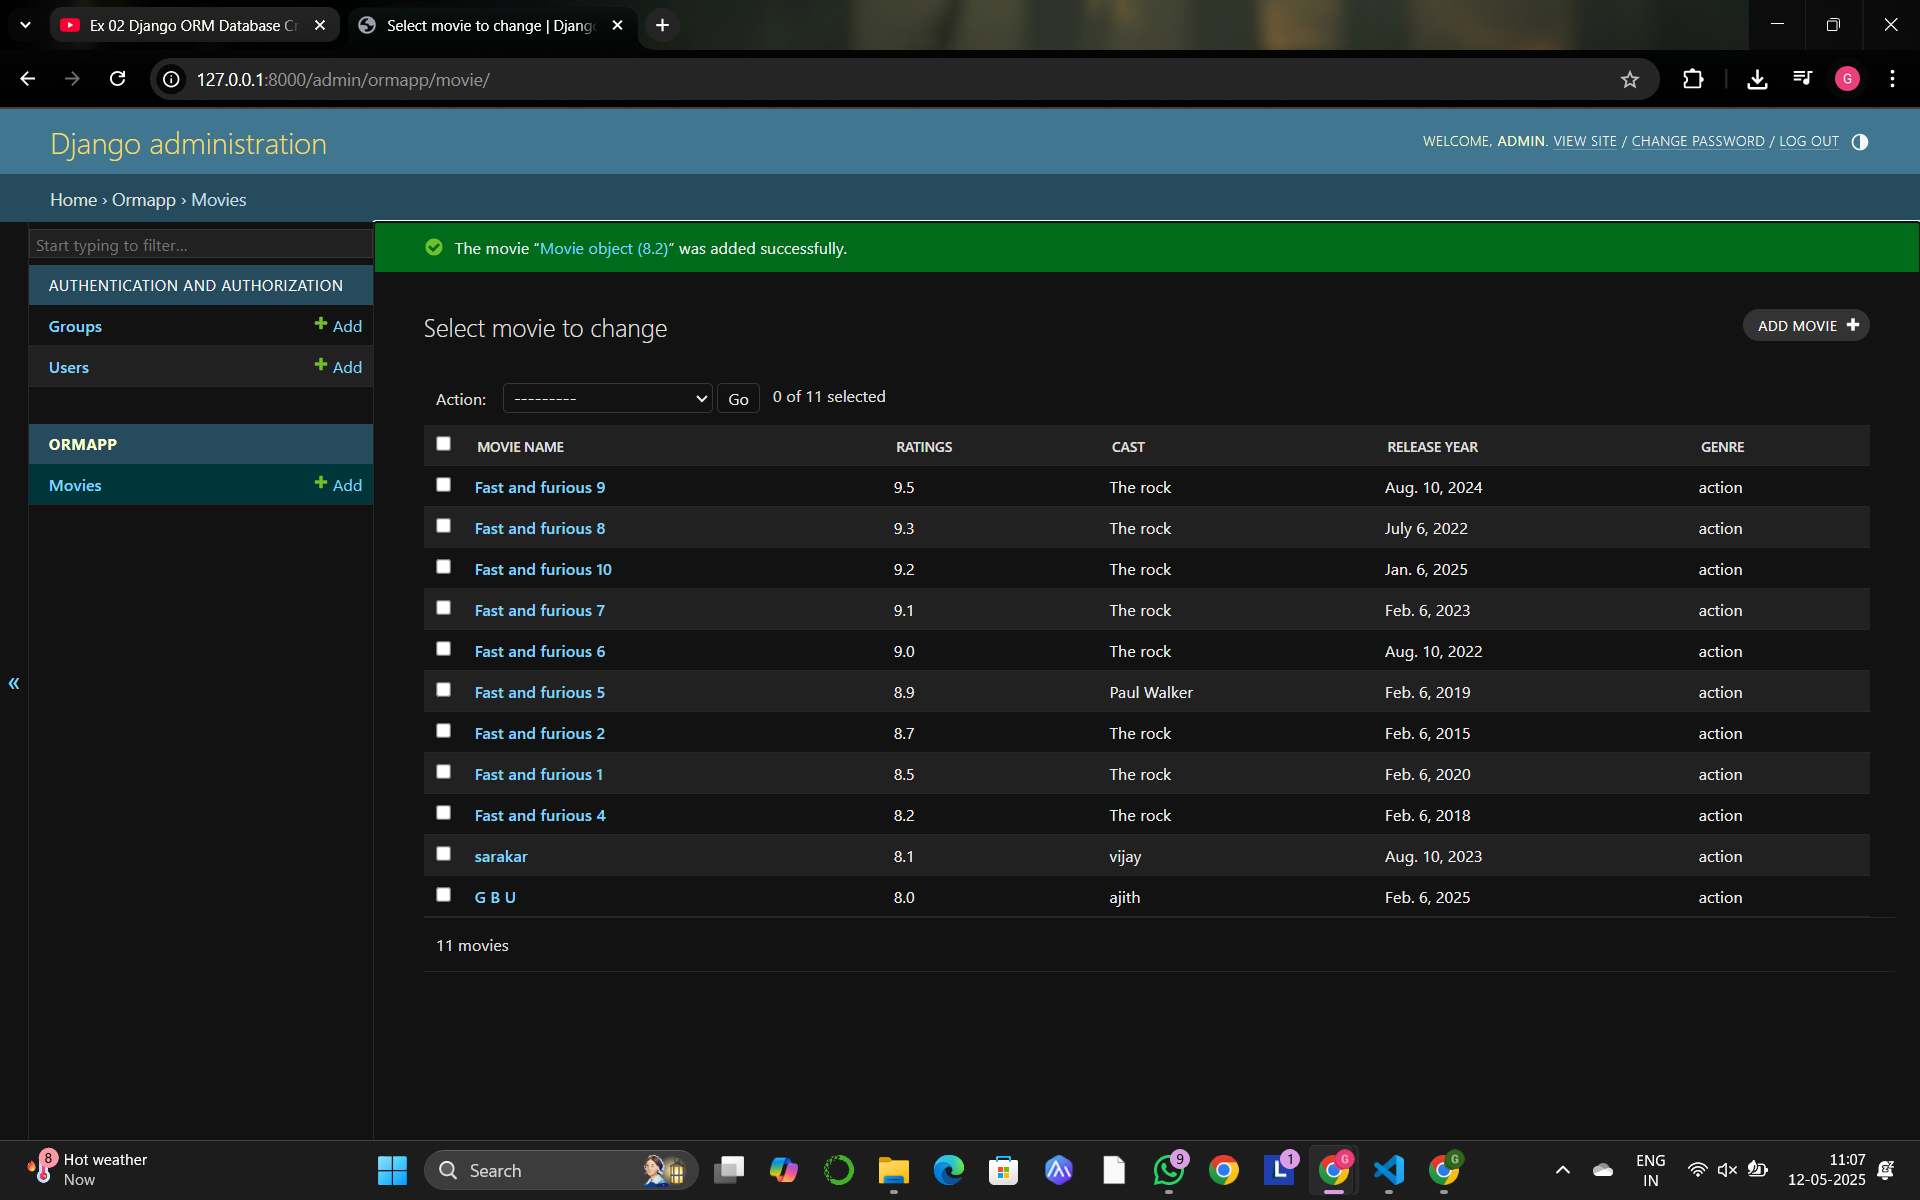 Ex 02 Django ORM Database Cr
Select movie to change | Djang
127.0.0.1:8000/admin/ormapp/movie/
G
Django administration
WELCOME, ADMIN. VIEW SITE / CHANGE PASSWORD / LOG OUT
Home › Ormapp › Movies
Start typing to filter...
The movie “Movie object (8.2)” was added successfully.
AUTHENTICATION AND AUTHORIZATION
Groups Add
Users Add
ORMAPP
Movies Add
«
Select movie to change
ADD MOVIE
Action: --------- Go 0 of 11 selected
MOVIE NAME RATINGS CAST RELEASE YEAR GENRE
Fast and furious 9 9.5 The rock Aug. 10, 2024 action
Fast and furious 8 9.3 The rock July 6, 2022 action
Fast and furious 10 9.2 The rock Jan. 6, 2025 action
Fast and furious 7 9.1 The rock Feb. 6, 2023 action
Fast and furious 6 9.0 The rock Aug. 10, 2022 action
Fast and furious 5 8.9 Paul Walker Feb. 6, 2019 action
Fast and furious 2 8.7 The rock Feb. 6, 2015 action
Fast and furious 1 8.5 The rock Feb. 6, 2020 action
Fast and furious 4 8.2 The rock Feb. 6, 2018 action
sarakar 8.1 vijay Aug. 10, 2023 action
G B U 8.0 ajith Feb. 6, 2025 action
11 movies
8 Hot weather
Now
Search
9
L 1
G
G
ENG
IN
11:07
12-05-2025